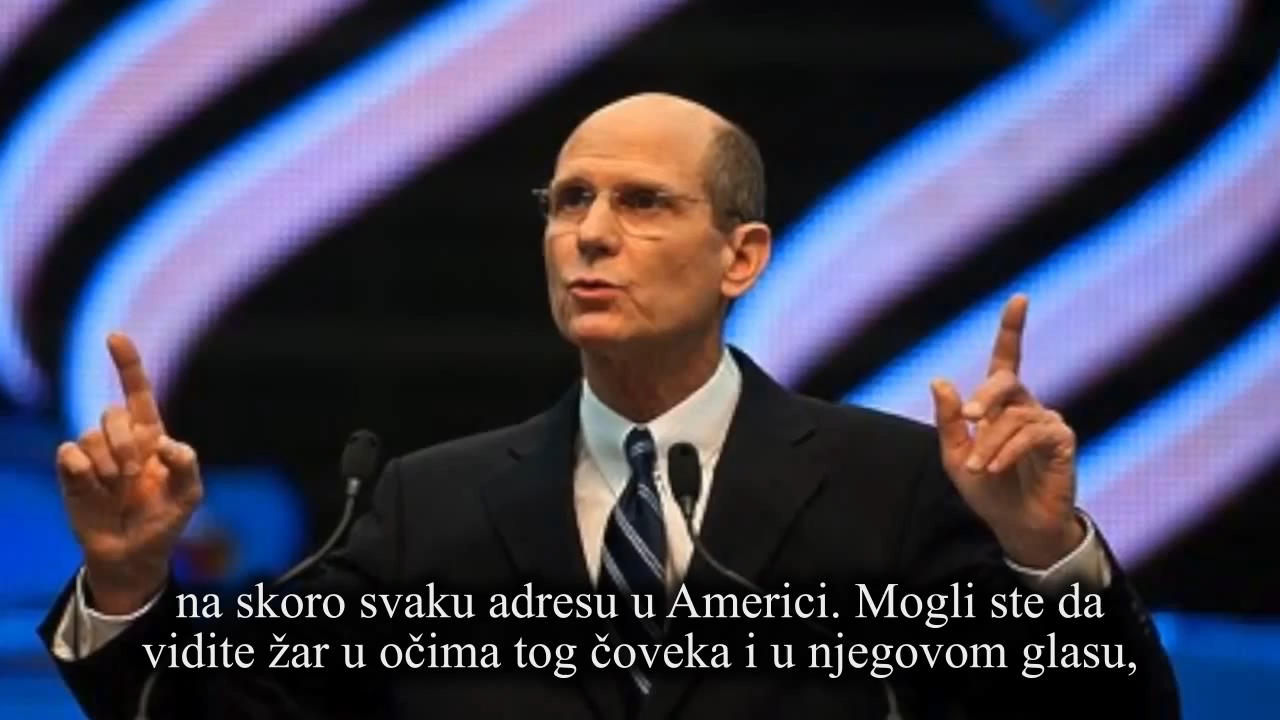 na skoro svaku adresu u Americi. Mogli ste da
vidite žar u očima tog čoveka i u njegovom glasu,